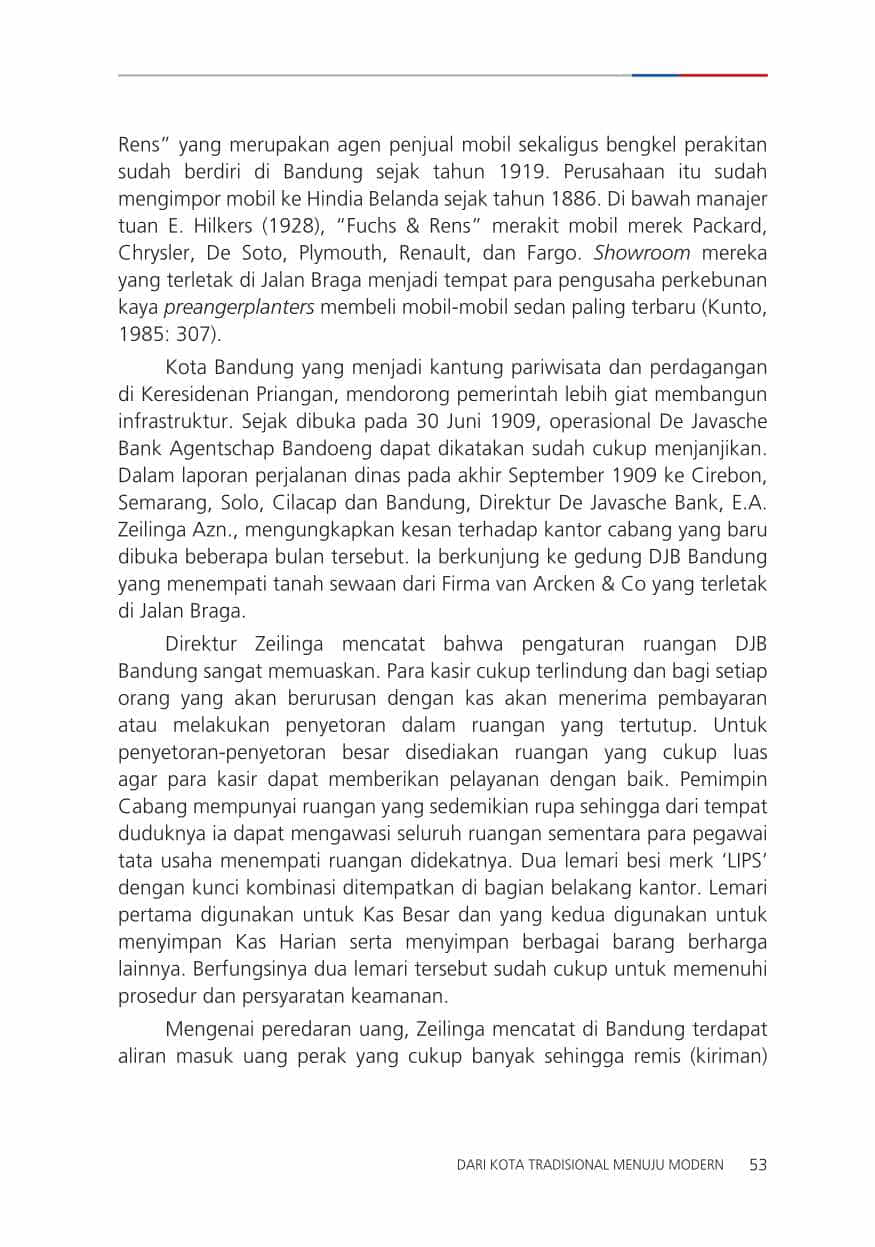 Rens” yang merupakan agen penjual mobil sekaligus bengkel perakitan
sudah berdiri di Bandung sejak tahun 1919. Perusahaan itu sudah
mengimpor mobil ke Hindia Belanda sejak tahun 1886. Di bawah manajer
tuan E. Hilkers (1928), “Fuchs & Rens” merakit mobil merek Packard,
Chrysler, De Soto, Plymouth, Renault, dan Fargo. Showroom mereka
yang terletak di Jalan Braga menjadi tempat para pengusaha perkebunan
kaya preangerplanters membeli mobil-mobil sedan paling terbaru (Kunto,
1985: 307).
Kota Bandung yang menjadi kantung pariwisata dan perdagangan
di Keresidenan Priangan, mendorong pemerintah lebih giat membangun
infrastruktur. Sejak dibuka pada 30 Juni 1909, operasional De Javasche
Bank Agentschap Bandoeng dapat dikatakan sudah cukup menjanjikan.
Dalam laporan perjalanan dinas pada akhir September 1909 ke Cirebon,
Semarang, Solo, Cilacap dan Bandung, Direktur De Javasche Bank, E.A.
Zeilinga Azn., mengungkapkan kesan terhadap kantor cabang yang baru
dibuka beberapa bulan tersebut. Ia berkunjung ke gedung DJB Bandung
yang menempati tanah sewaan dari Firma van Arcken & Co yang terletak
di Jalan Braga.
Direktur Zeilinga mencatat bahwa pengaturan ruangan DJB
Bandung sangat memuaskan. Para kasir cukup terlindung dan bagi setiap
orang yang akan berurusan dengan kas akan menerima pembayaran
atau melakukan penyetoran dalam ruangan yang tertutup. Untuk
penyetoran-penyetoran besar disediakan ruangan yang cukup luas
agar para kasir dapat memberikan pelayanan dengan baik. Pemimpin
Cabang mempunyai ruangan yang sedemikian rupa sehingga dari tempat
duduknya ia dapat mengawasi seluruh ruangan sementara para pegawai
tata usaha menempati ruangan didekatnya. Dua lemari besi merk ‘LIPS’
dengan kunci kombinasi ditempatkan di bagian belakang kantor. Lemari
pertama digunakan untuk Kas Besar dan yang kedua digunakan untuk
menyimpan Kas Harian serta menyimpan berbagai barang berharga
lainnya. Berfungsinya dua lemari tersebut sudah cukup untuk memenuhi
prosedur dan persyaratan keamanan.
Mengenai peredaran uang, Zeilinga mencatat di Bandung terdapat
aliran masuk uang perak yang cukup banyak sehingga remis (kiriman)
DARI KOTA TRADISIONAL MENUJU MODERN 53